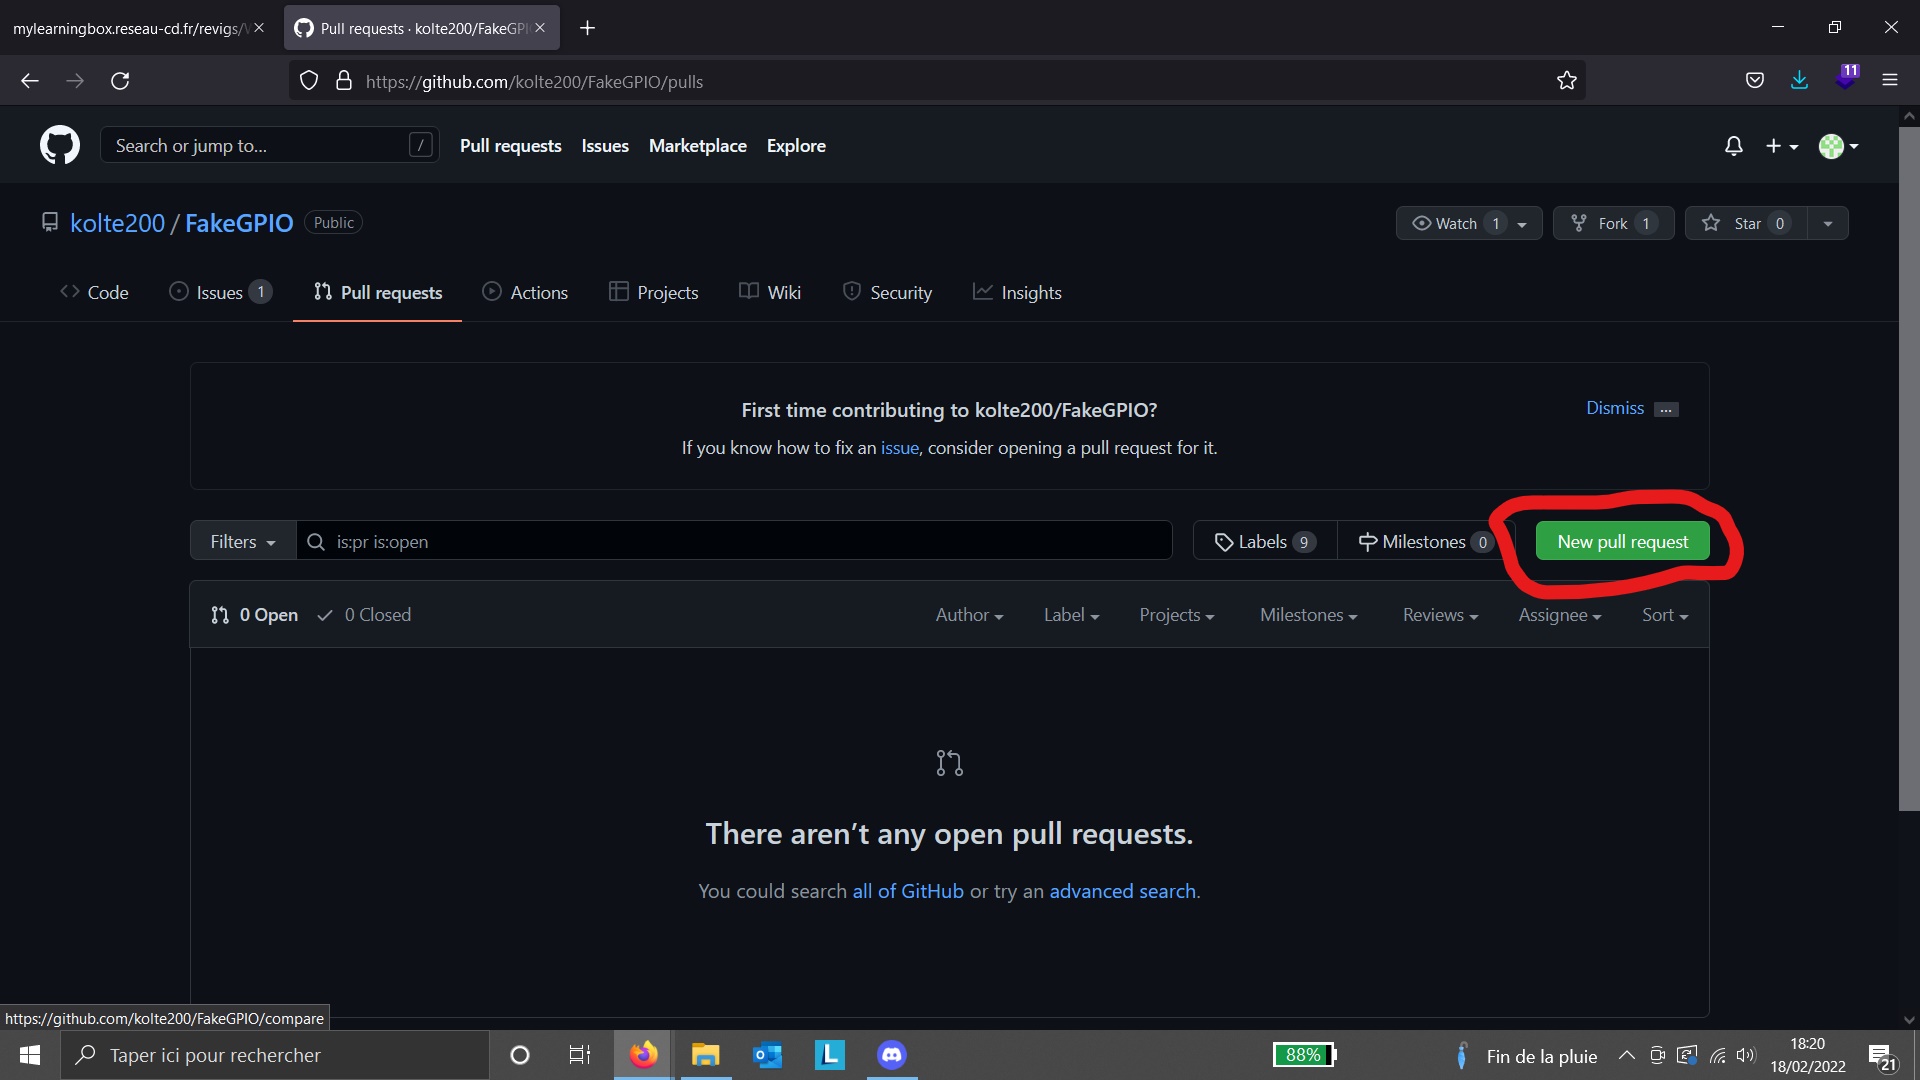 mylearningbox.reseau-cd.fr/revigs/
Pull requests · kolte200/FakeGPI
https://github.com/kolte200/FakeGPIO/pulls
11
Search or jump to...
/
Pull requests
Issues
Marketplace
Explore
kolte200 / FakeGPIO
Public
Watch 1
Fork 1
Star 0
Code
Issues 1
Pull requests
Actions
Projects
Wiki
Security
Insights
First time contributing to kolte200/FakeGPIO?
Dismiss ...
If you know how to fix an issue, consider opening a pull request for it.
Filters
is:pr is:open
Labels 9
Milestones 0
New pull request
0 Open
0 Closed
Author
Label
Projects
Milestones
Reviews
Assignee
Sort
There aren’t any open pull requests.
You could search all of GitHub or try an advanced search.
https://github.com/kolte200/FakeGPIO/compare
Taper ici pour rechercher
L
88%
Fin de la pluie
18:20
18/02/2022
21